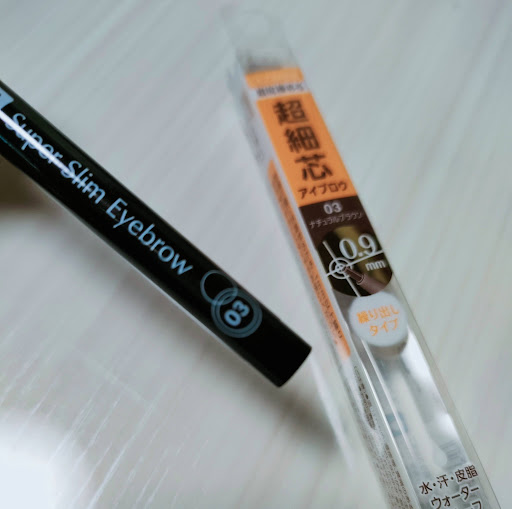 Super Slim Eyebrow
03
超細芯
アイブロウ
03
ナチュラルブラウン
0.9
mm
繰り出し
タイプ
水・汗・皮脂
ウォーター